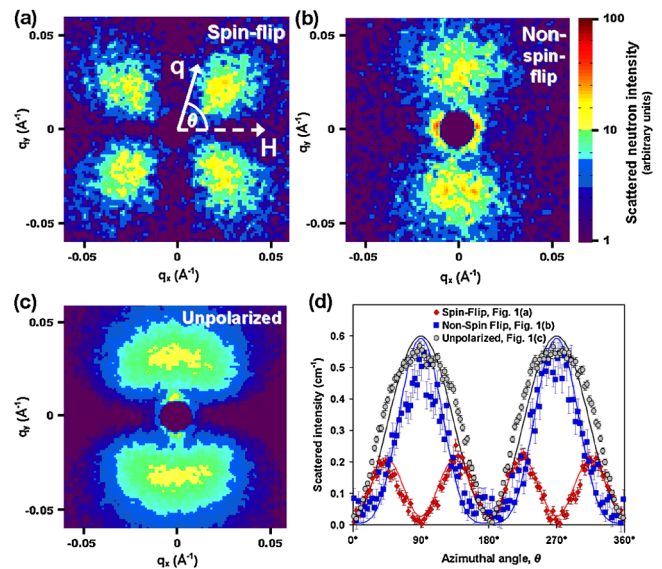 (a)
Spin-flip
q
θ
H
0.05
0
-0.05
qy (Å-1)
-0.05
0
0.05
qx (Å-1)
(b)
Non-
spin-
flip
0.05
0
-0.05
qy (Å-1)
-0.05
0
0.05
qx (Å-1)
100
10
1
Scattered neutron intensity
(arbitrary units)
(c)
Unpolarized
0.05
0
-0.05
qy (Å-1)
-0.05
0
0.05
qx (Å-1)
(d)
Spin-Flip, Fig. 1(a)
Non-Spin Flip, Fig. 1(b)
Unpolarized, Fig. 1(c)
0.6
0.5
0.4
0.3
0.2
0.1
0.0
Scattered intensity (cm-1)
0°
90°
180°
270°
360°
Azimuthal angle, θ